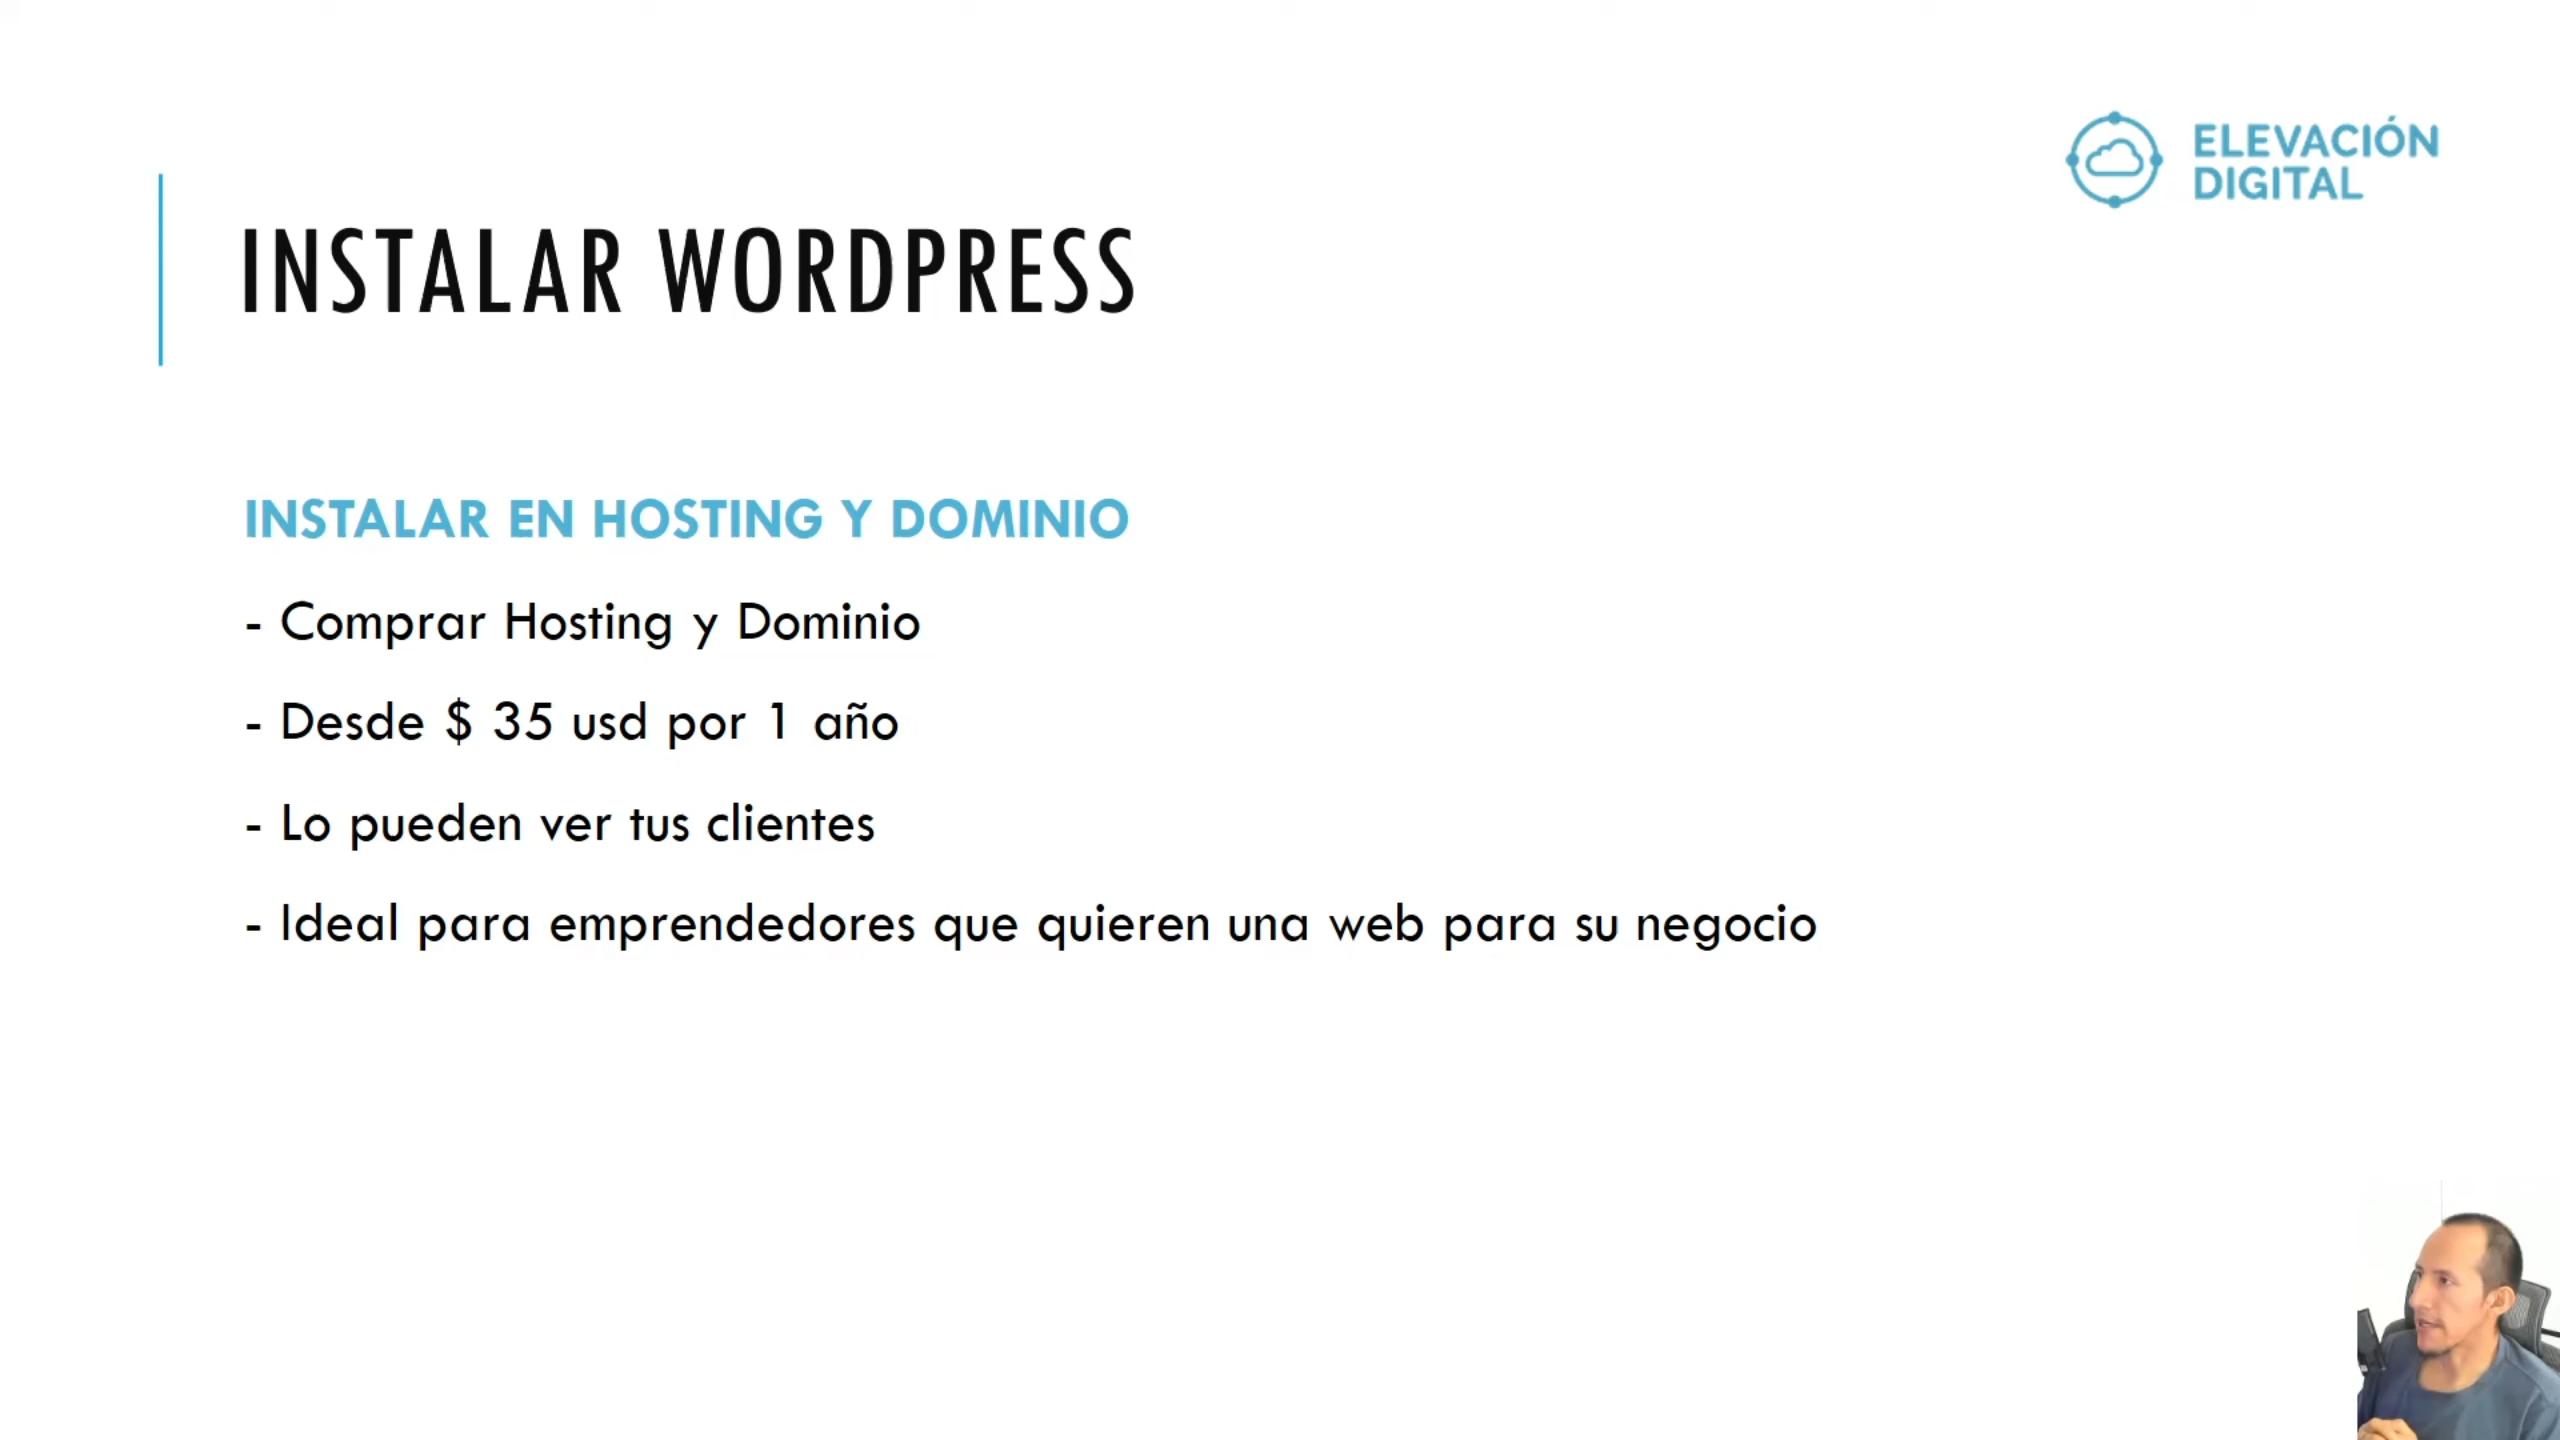 ELEVACIÓN
DIGITAL
INSTALAR WORDPRESS
INSTALAR EN HOSTING Y DOMINIO
- Comprar Hosting y Dominio
- Desde $ 35 usd por 1 año
- Lo pueden ver tus clientes
- Ideal para emprendedores que quieren una web para su negocio